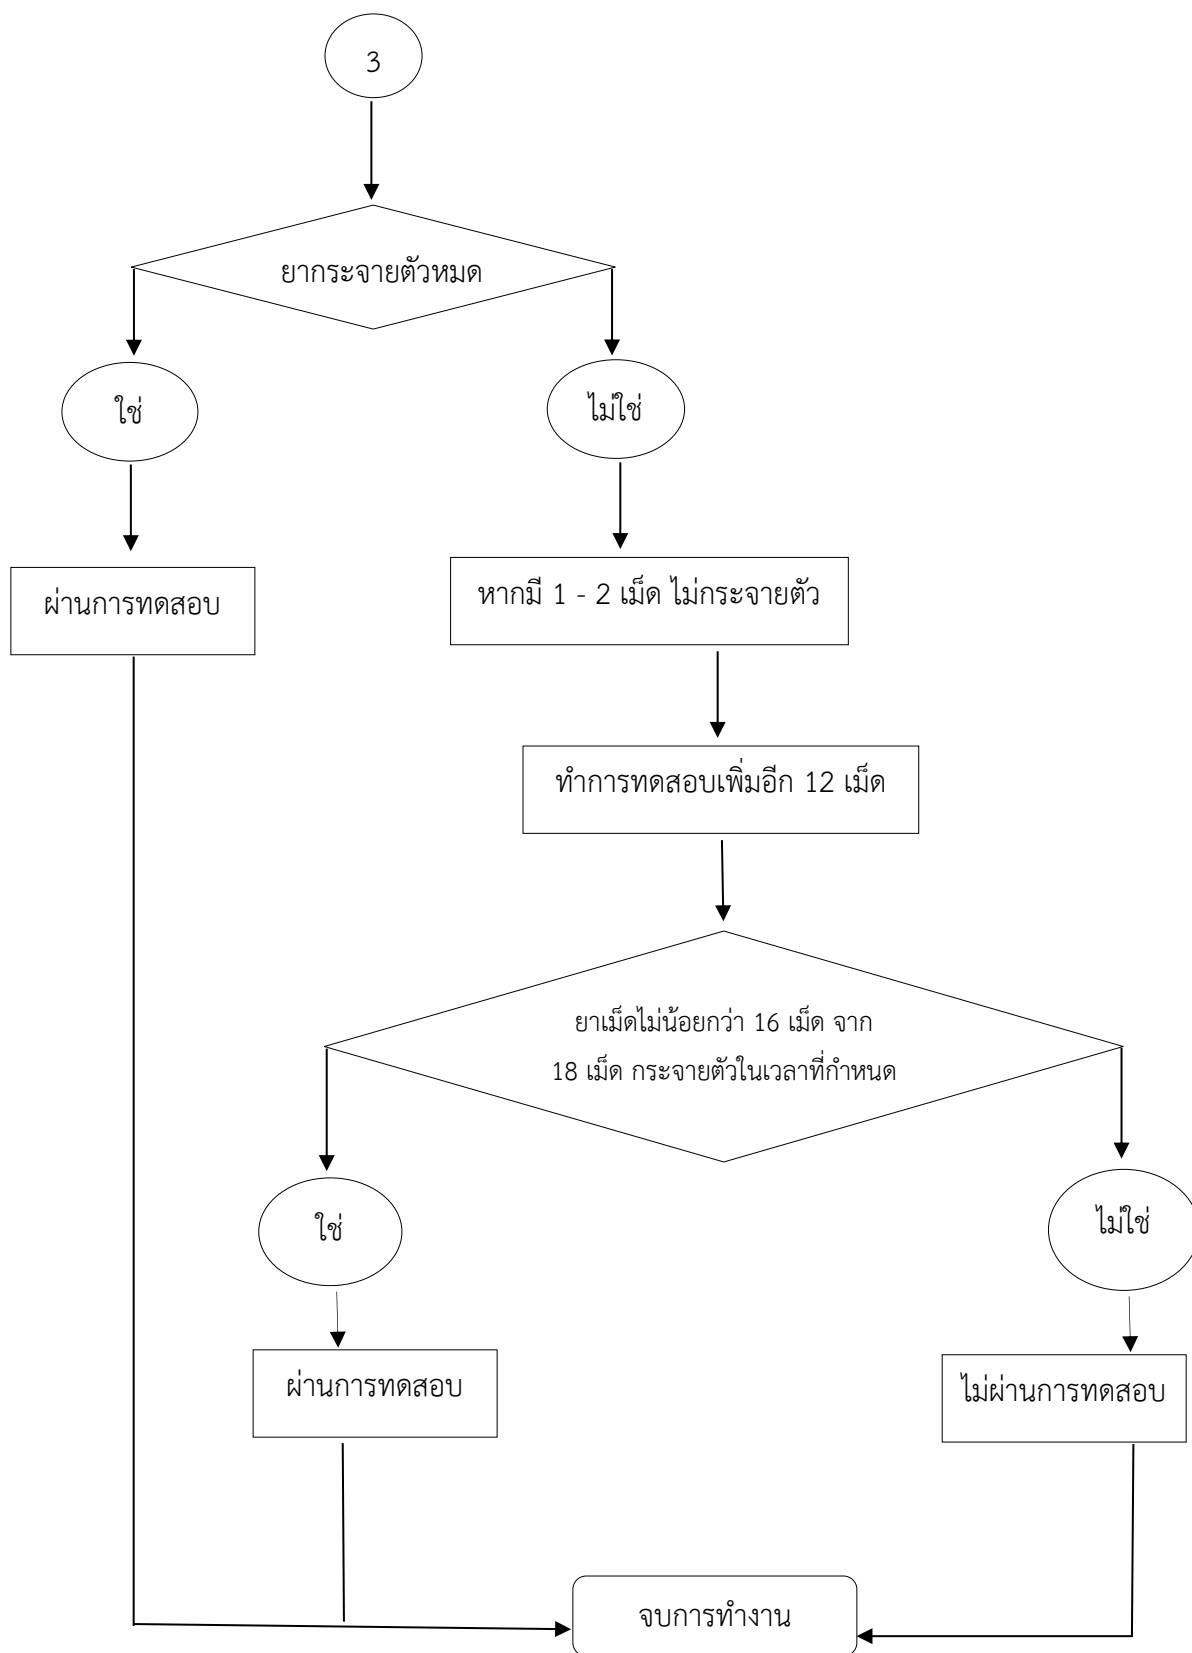 3
ยากระจายตัวหมด
ใช่
ไม่ใช่
ผ่านการทดสอบ
หากมี 1 - 2 เม็ด ไม่กระจายตัว
ทำการทดสอบเพิ่มอีก 12 เม็ด
ยาเม็ดไม่น้อยกว่า 16 เม็ด จาก
18 เม็ด กระจายตัวในเวลาที่กำหนด
ใช่
ไม่ใช่
ผ่านการทดสอบ
ไม่ผ่านการทดสอบ
จบการทำงาน